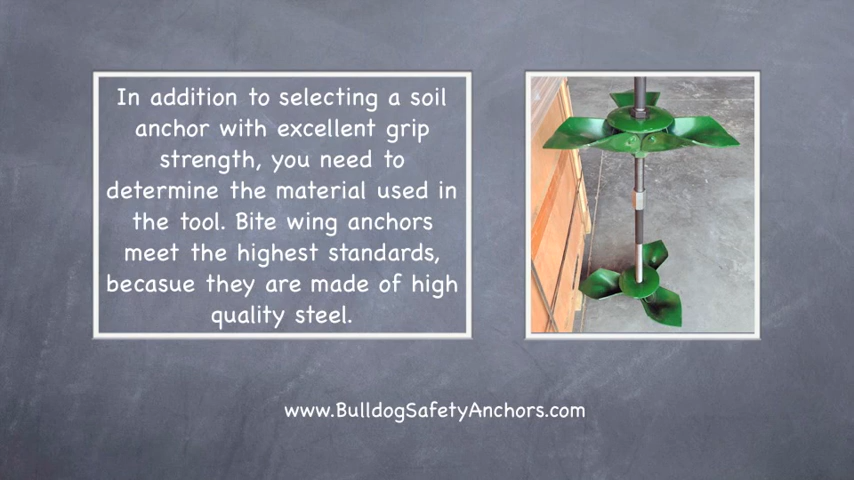 In addition to selecting a soil
anchor with excellent grip
strength, you need to
determine the material used in
the tool. Bite wing anchors
meet the highest standards,
becasue they are made of high
quality steel.
www.BulldogSafetyAnchors.com